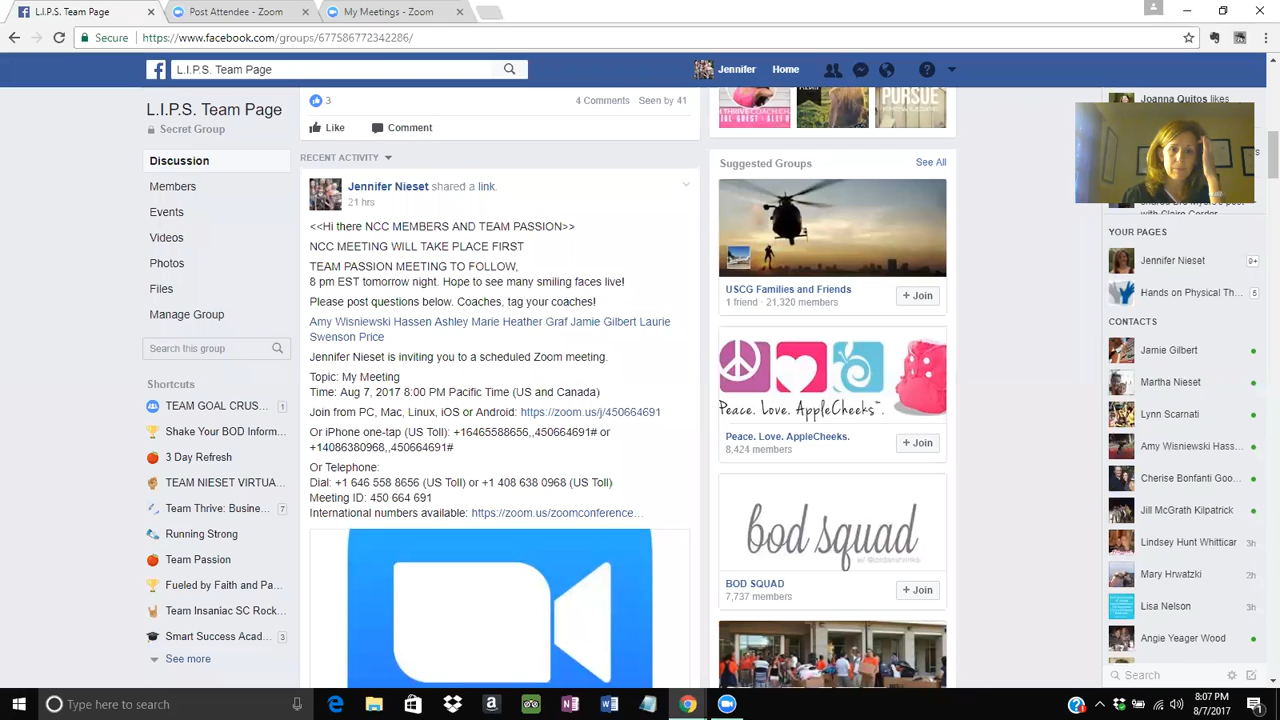 L.I.P.S. Team Page
Post Attendee - Zoom
My Meetings - Zoom
Secure
https://www.facebook.com/groups/677586772342286/
L.I.P.S. Team Page
Jennifer
Home
L.I.P.S. Team Page
Secret Group
Discussion
Members
Events
Videos
Photos
Files
Manage Group
Search this group
Shortcuts
TEAM GOAL CRUS... 1
Shake Your BOD Inform...
3 Day Refresh
TEAM NIESET VIRTUA...
Team Thrive: Busine... 7
Running Strong
Team Passion
Fueled by Faith and Pa...
Team Insaniac SC Rock...
Smart Success Acad... 3
See more
3
4 Comments Seen by 41
Like Comment
RECENT ACTIVITY
Jennifer Nieset shared a link.
21 hrs
<<Hi there NCC MEMBERS AND TEAM PASSION>>
NCC MEETING WILL TAKE PLACE FIRST
TEAM PASSION MEETING TO FOLLOW,
8 pm EST tomorrow night. Hope to see many smiling faces live!
Please post questions below. Coaches, tag your coaches!
Amy Wisniewski Hassen Ashley Marie Heather Graf Jamie Gilbert Laurie
Swenson Price
Jennifer Nieset is inviting you to a scheduled Zoom meeting.
Topic: My Meeting
Time: Aug 7, 2017 8:00 PM Pacific Time (US and Canada)
Join from PC, Mac, Linux, iOS or Android: https://zoom.us/j/450664691
Or iPhone one-tap (US Toll): +16465588656,,450664691# or
+14086380968,,450664691#
Or Telephone:
Dial: +1 646 558 8656 (US Toll) or +1 408 638 0968 (US Toll)
Meeting ID: 450 664 691
International numbers available: https://zoom.us/zoomconference...
PURSUE
Suggested Groups
See All
USCG Families and Friends
1 friend · 21,320 members
+ Join
Peace. Love. AppleCheeks™.
Peace. Love. AppleCheeks.
8,424 members
+ Join
bod squad
BOD SQUAD
7,737 members
+ Join
Joanna Quitos likes
with Claire Corder
YOUR PAGES
Jennifer Nieset 9+
Hands on Physical Th... 5
CONTACTS
Jamie Gilbert
Martha Nieset
Lynn Scarnati
Amy Wisniewski Hass...
Cherise Bonfanti Goo...
Jill McGrath Kilpatrick
Lindsey Hunt Whitticar 3h
Mary Hrwatzki 2h
Lisa Nelson 3h
Angie Yeager Wood
Search
Type here to search
8:07 PM
8/7/2017